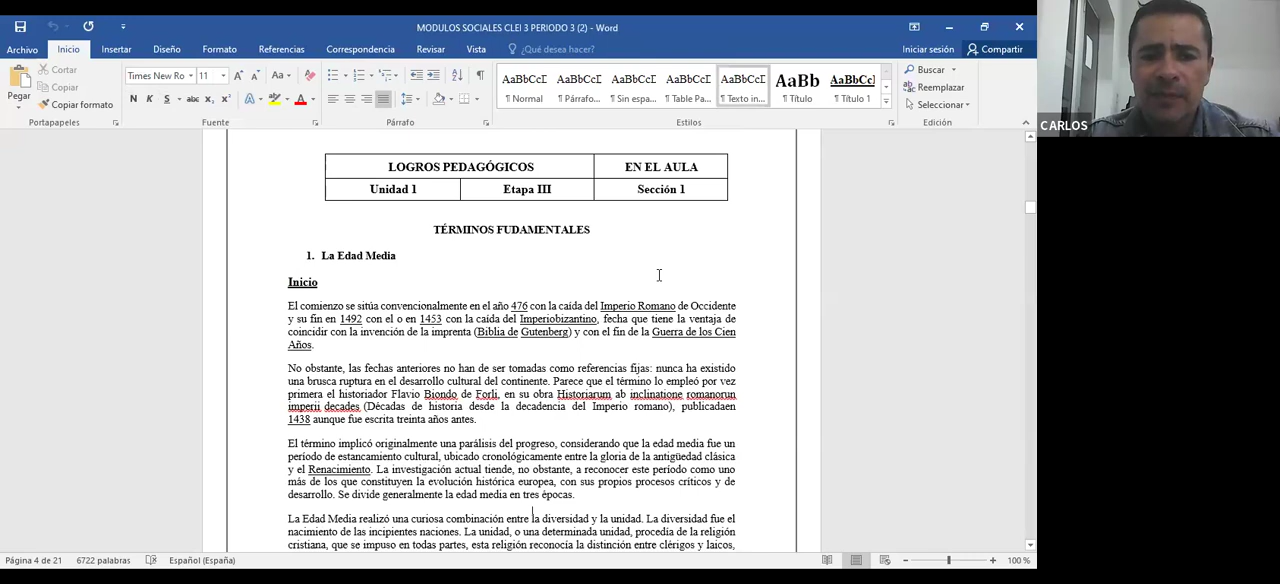 MODULOS SOCIALES CLEI 3 PERIODO 3 (2) - Word
Archivo Inicio Insertar Diseño Formato Referencias Correspondencia Revisar Vista ¿Qué desea hacer? Iniciar sesión Compartir
Pegar
Cortar
Copiar
Copiar formato
Times New Ro 11
N K S abc x₂ x²
AaBbCcD AaBbCcI AaBbCcI AaBbCcD AaBbCcD AaBb AaBbCcI
¶ Normal ¶ Párrafo... ¶ Sin espa... ¶ Table Pa... ¶ Texto in... ¶ Título ¶ Título 1
Buscar
Reemplazar
Seleccionar
Portapapeles Fuente Párrafo Estilos Edición
CARLOS
LOGROS PEDAGÓGICOS EN EL AULA
Unidad 1 Etapa III Sección 1
TÉRMINOS FUDAMENTALES
1. La Edad Media
Inicio
El comienzo se sitúa convencionalmente en el año 476 con la caída del Imperio Romano de Occidente
y su fin en 1492 con el o en 1453 con la caída del Imperiobizantino, fecha que tiene la ventaja de
coincidir con la invención de la imprenta (Biblia de Gutenberg) y con el fin de la Guerra de los Cien
Años.
No obstante, las fechas anteriores no han de ser tomadas como referencias fijas: nunca ha existido
una brusca ruptura en el desarrollo cultural del continente. Parece que el término lo empleó por vez
primera el historiador Flavio Biondo de Forlí, en su obra Historiarum ab inclinatione romanorun
imperii decades (Décadas de historia desde la decadencia del Imperio romano), publicadaen
1438 aunque fue escrita treinta años antes.
El término implicó originalmente una parálisis del progreso, considerando que la edad media fue un
período de estancamiento cultural, ubicado cronológicamente entre la gloria de la antigüedad clásica
y el Renacimiento. La investigación actual tiende, no obstante, a reconocer este período como uno
más de los que constituyen la evolución histórica europea, con sus propios procesos críticos y de
desarrollo. Se divide generalmente la edad media en tres épocas.
La Edad Media realizó una curiosa combinación entre la diversidad y la unidad. La diversidad fue el
nacimiento de las incipientes naciones. La unidad, o una determinada unidad, procedía de la religión
cristiana, que se impuso en todas partes, esta religión reconocía la distinción entre clérigos y laicos,
Página 4 de 21 6722 palabras Español (España) 100 %